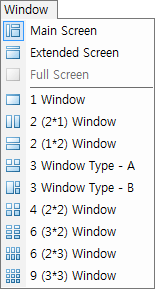 Window
Main Screen
Extended Screen
Full Screen
1 Window
2 (2*1) Window
2 (1*2) Window
3 Window Type - A
3 Window Type - B
4 (2*2) Window
6 (3*2) Window
6 (2*3) Window
9 (3*3) Window